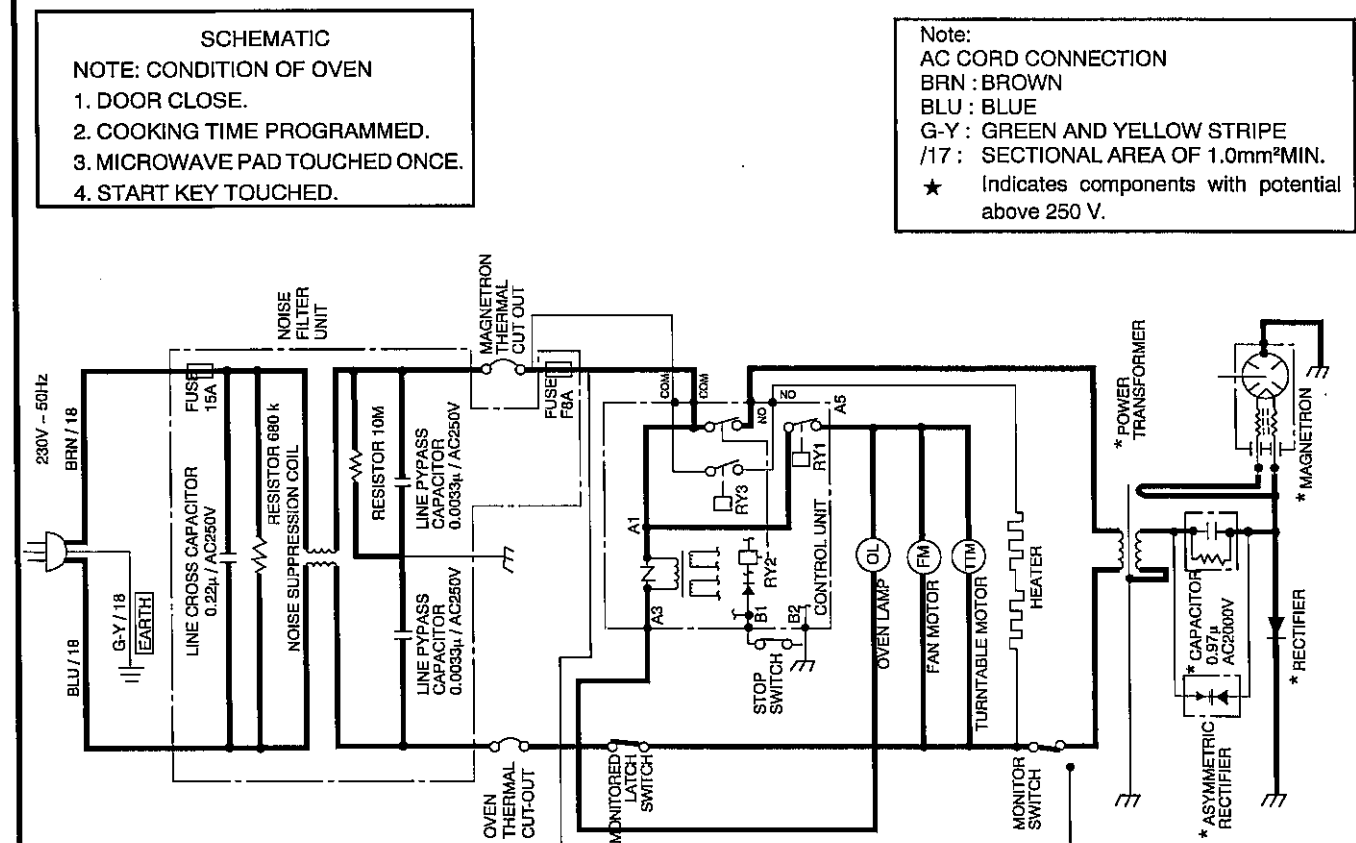 SCHEMATIC
NOTE: CONDITION OF OVEN
1. DOOR CLOSE.
2. COOKING TIME PROGRAMMED.
3. MICROWAVE PAD TOUCHED ONCE.
4. START KEY TOUCHED.
Note:
AC CORD CONNECTION
BRN : BROWN
BLU : BLUE
G-Y : GREEN AND YELLOW STRIPE
/17 : SECTIONAL AREA OF 1.0mm²MIN.
★ Indicates components with potential
above 250 V.
230V ~ 50Hz
BRN / 18
BLU / 18
G-Y / 18
EARTH
NOISE
FILTER
UNIT
FUSE
15A
LINE CROSS CAPACITOR
0.22µ / AC250V
RESISTOR 680 k
NOISE SUPPRESSION COIL
RESISTOR 10M
LINE PYPASS
CAPACITOR
0.0033µ / AC250V
LINE PYPASS
CAPACITOR
0.0033µ / AC250V
MAGNETRON
THERMAL
CUT OUT
FUSE
F8A
OVEN
THERMAL
CUT-OUT
MONITORED
LATCH
SWITCH
COM
COM
NO
NO
A5
A1
A3
RY1
RY3
RY2
B1
B2
CONTROL UNIT
STOP
SWITCH
OL
OVEN LAMP
FM
FAN MOTOR
TTM
TURNTABLE MOTOR
HEATER
MONITOR
SWITCH
* POWER
TRANSFORMER
* MAGNETRON
* CAPACITOR
0.97µ
AC2000V
* RECTIFIER
* ASYMMETRIC
RECTIFIER